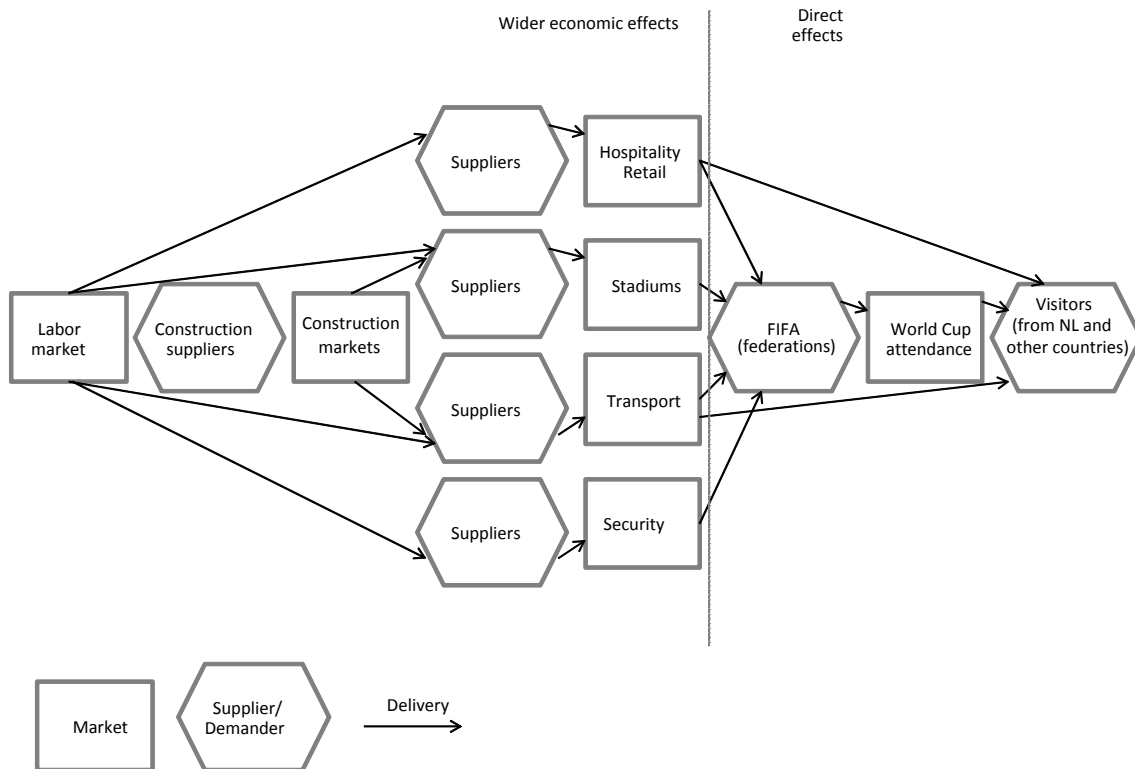 Wider economic effects
Direct
effects
Suppliers
Hospitality
Retail
Suppliers
Stadiums
Labor
market
Construction
suppliers
Construction
markets
FIFA
(federations)
World Cup
attendance
Visitors
(from NL and
other countries)
Suppliers
Transport
Suppliers
Security
Market
Supplier/
Demander
Delivery